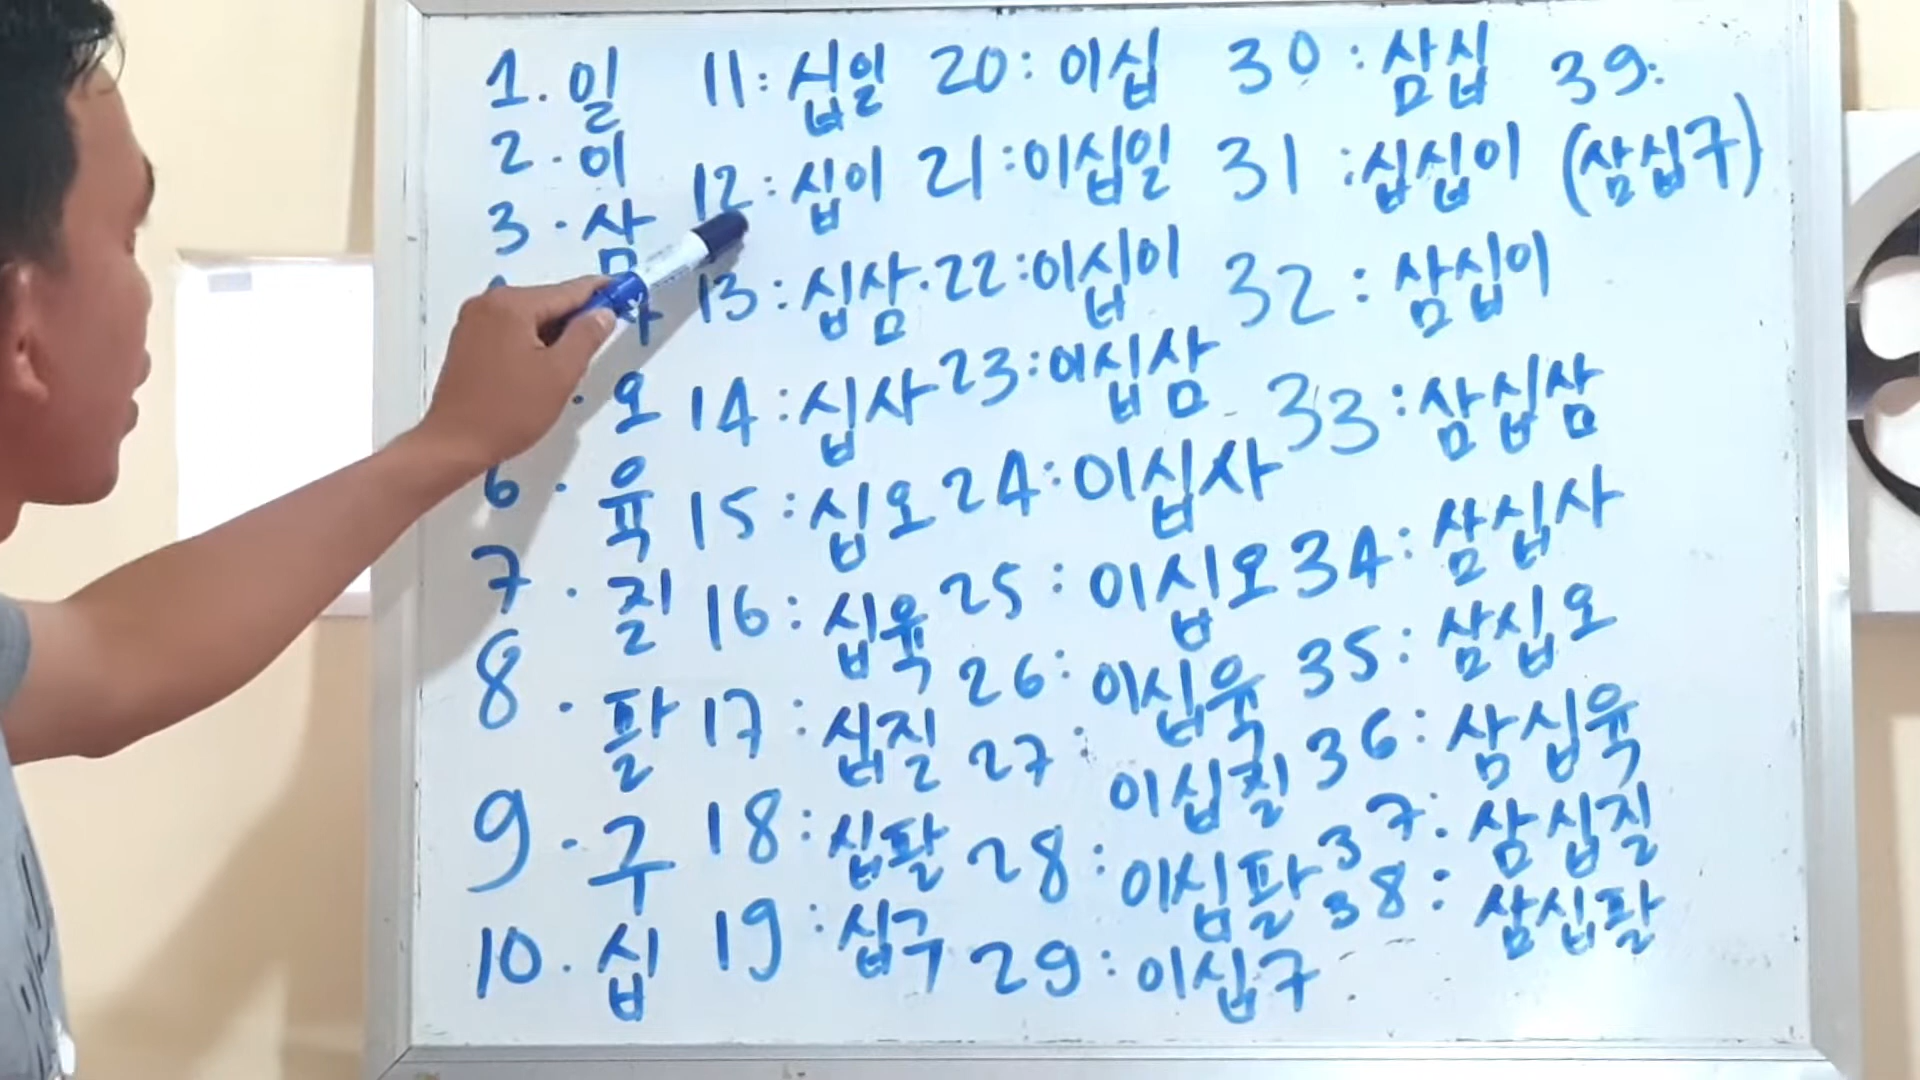 1. 일
2. 이
3. 삼
오
6. 육
7. 질
8. 팔
9. 구
10. 십
11: 십일
12: 십이
13: 십삼.
14: 십사
15: 십오
16: 십육
17: 십질
18: 십팔
19: 십구
20: 이십
21: 이십일
22: 이십이
23: 이십삼
24: 이십사
25: 이십오
26: 이십육
27: 이십칠
28: 이십팔
29: 이십구
30: 삼십
31: 십십이
32: 삼십이
33: 삼십삼
34: 삼십사
35: 삼십오
36: 삼십육
37. 삼십질
38: 삼십팔
39:
(삼십구)